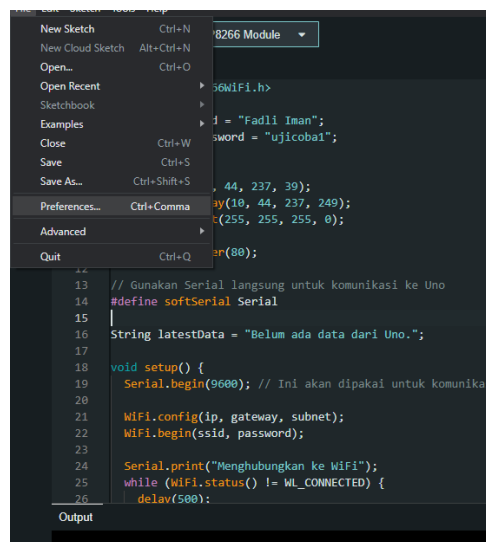 File Edit Sketch Tools Help
New Sketch Ctrl+N
New Cloud Sketch Alt+Ctrl+N
Open... Ctrl+O
Open Recent
Sketchbook
Examples
Close Ctrl+W
Save Ctrl+S
Save As... Ctrl+Shift+S
Preferences... Ctrl+Comma
Advanced
Quit Ctrl+Q
8266 Module
66WiFi.h>
d = "Fadli Iman";
sword = "ujicoba1";
, 44, 237, 39);
ay(10, 44, 237, 249);
t(255, 255, 255, 0);
er(80);
12
13 // Gunakan Serial langsung untuk komunikasi ke Uno
14 #define softSerial Serial
15
16 String latestData = "Belum ada data dari Uno.";
17
18 void setup() {
19 Serial.begin(9600); // Ini akan dipakai untuk komunika
20
21 WiFi.config(ip, gateway, subnet);
22 WiFi.begin(ssid, password);
23
24 Serial.print("Menghubungkan ke WiFi");
25 while (WiFi.status() != WL_CONNECTED) {
26 delay(500);
Output